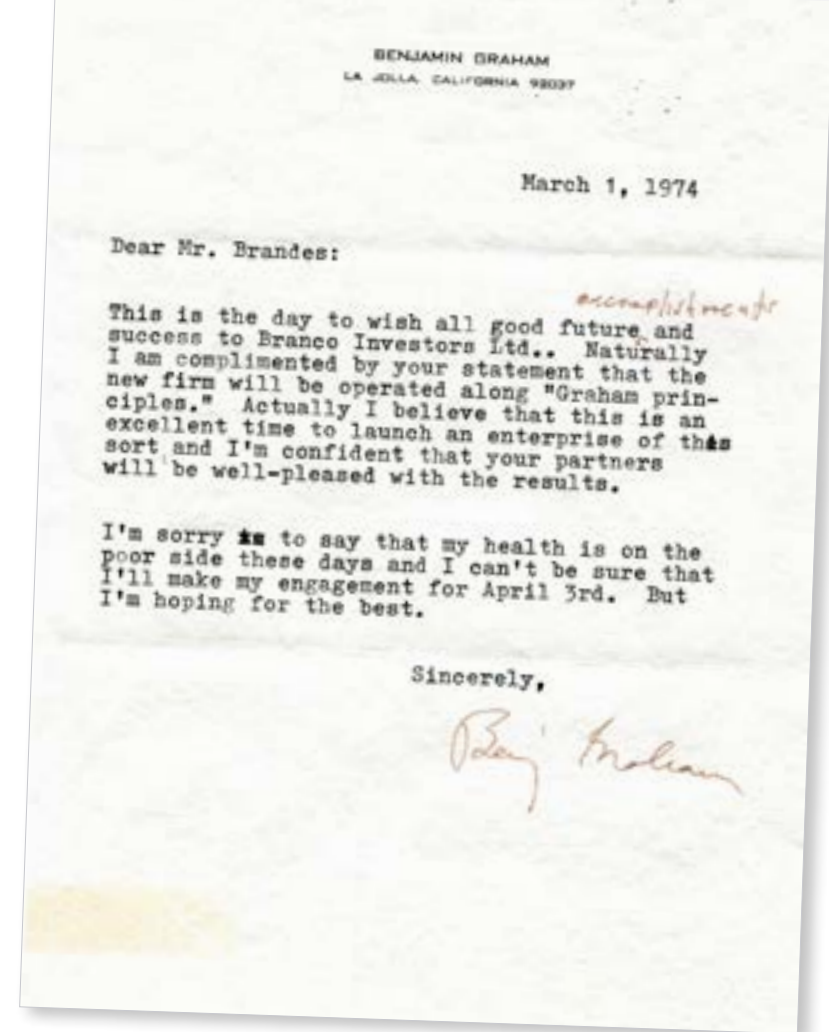 BENJAMIN GRAHAM
LA JOLLA, CALIFORNIA 92037
March 1, 1974
Dear Mr. Brandes:
accomplishments
This is the day to wish all good future and
success to Branco Investors Ltd.. Naturally
I am complimented by your statement that the
new firm will be operated along "Graham prin-
ciples." Actually I believe that this is an
excellent time to launch an enterprise of this
sort and I'm confident that your partners
will be well-pleased with the results.
I'm sorry to say that my health is on the
poor side these days and I can't be sure that
I'll make my engagement for April 3rd. But
I'm hoping for the best.
Sincerely,
Benj Graham